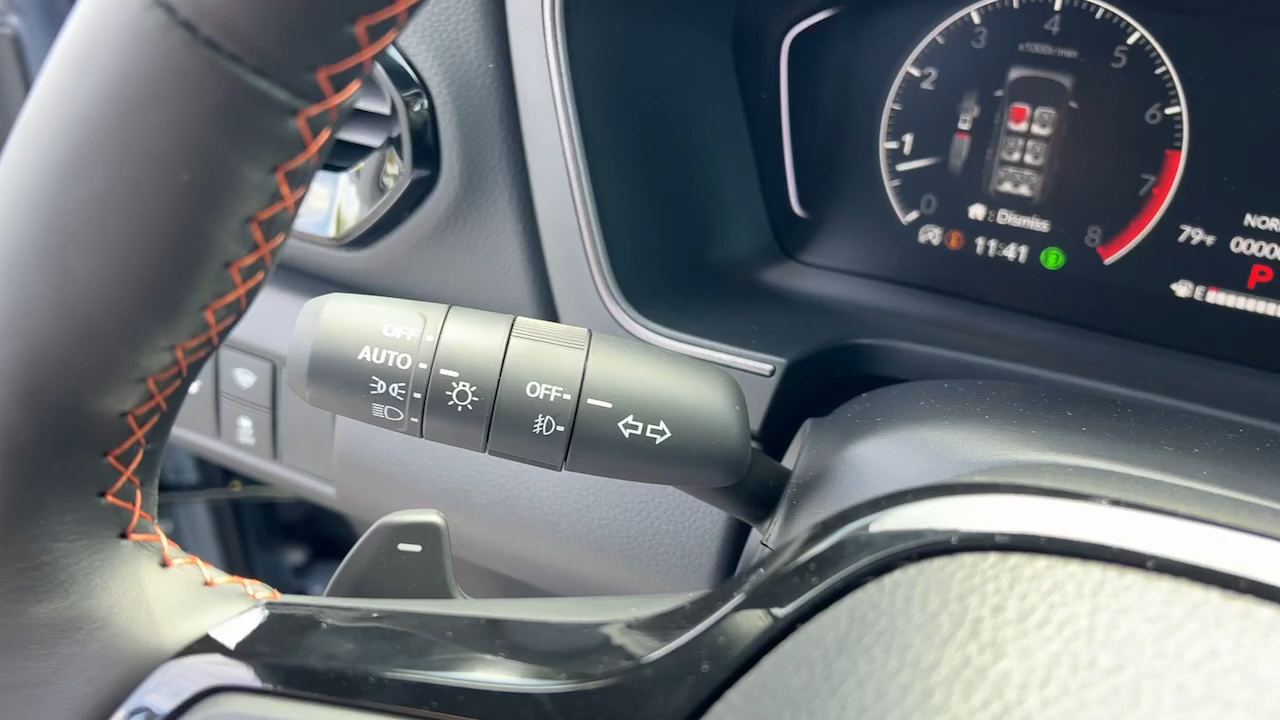 3 4 5
x1000r/min
2
6
1
7
0
8
Dismiss
11:41
79°F
P
E
OFF
AUTO
OFF